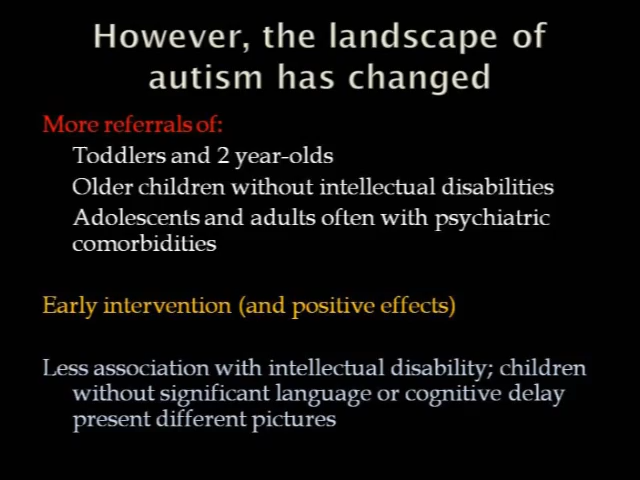 However, the landscape of
autism has changed
More referrals of:
Toddlers and 2 year-olds
Older children without intellectual disabilities
Adolescents and adults often with psychiatric
comorbidities
Early intervention (and positive effects)
Less association with intellectual disability; children
without significant language or cognitive delay
present different pictures